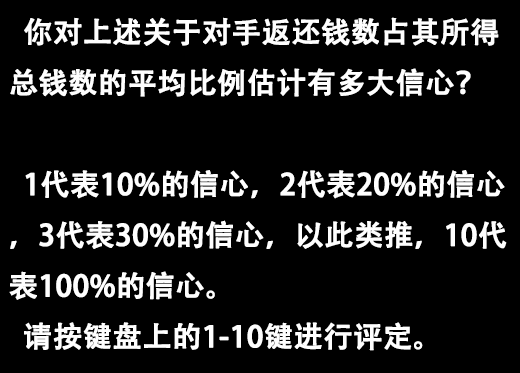 你对上述关于对手返还钱数占其所得
总钱数的平均比例估计有多大信心？
1代表10%的信心，2代表20%的信心
，3代表30%的信心，以此类推，10代
表100%的信心。
请按键盘上的1-10键进行评定。